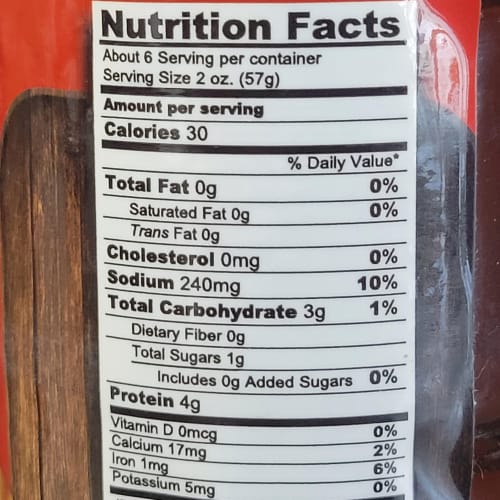 Nutrition Facts
About 6 Serving per container
Serving Size 2 oz. (57g)
Amount per serving
Calories 30
% Daily Value*
Total Fat 0g 0%
Saturated Fat 0g 0%
Trans Fat 0g
Cholesterol 0mg 0%
Sodium 240mg 10%
Total Carbohydrate 3g 1%
Dietary Fiber 0g
Total Sugars 1g
Includes 0g Added Sugars 0%
Protein 4g
Vitamin D 0mcg 0%
Calcium 17mg 2%
Iron 1mg 6%
Potassium 5mg 0%